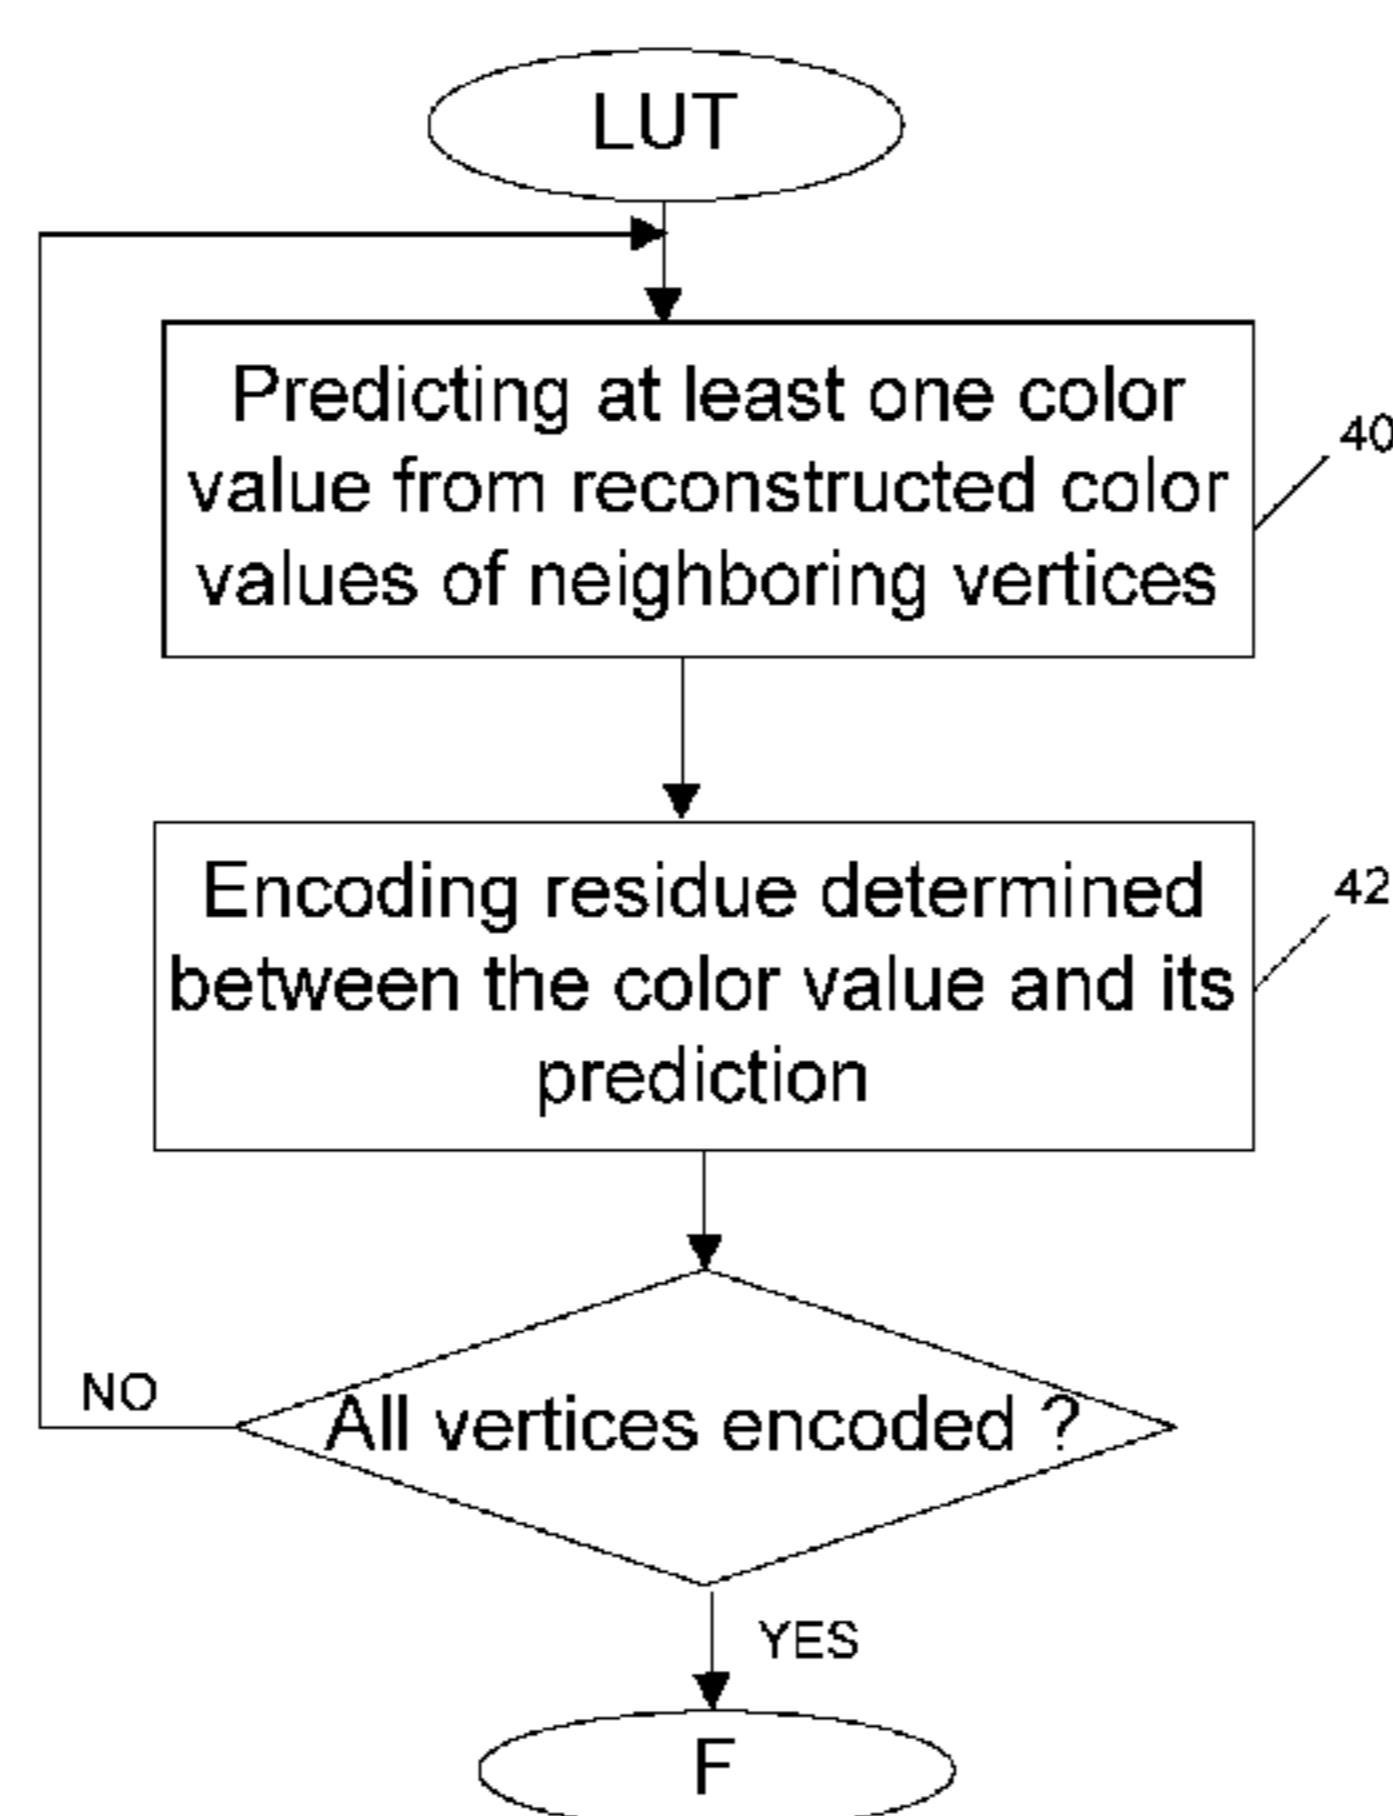 LUT
Predicting at least one color
value from reconstructed color
values of neighboring vertices
40
Encoding residue determined
between the color value and its
prediction
42
All vertices encoded ?
NO
YES
F